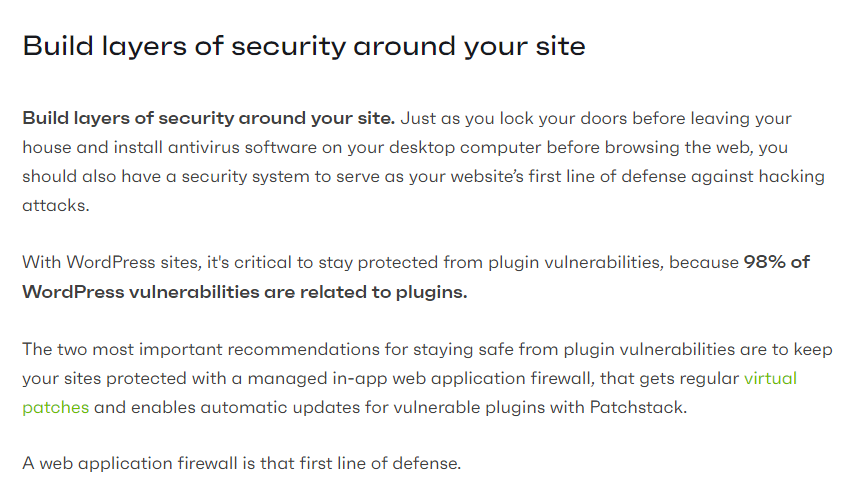 Build layers of security around your site
Build layers of security around your site. Just as you lock your doors before leaving your
house and install antivirus software on your desktop computer before browsing the web, you
should also have a security system to serve as your website’s first line of defense against hacking
attacks.
With WordPress sites, it's critical to stay protected from plugin vulnerabilities, because 98% of
WordPress vulnerabilities are related to plugins.
The two most important recommendations for staying safe from plugin vulnerabilities are to keep
your sites protected with a managed in-app web application firewall, that gets regular virtual
patches and enables automatic updates for vulnerable plugins with Patchstack.
A web application firewall is that first line of defense.